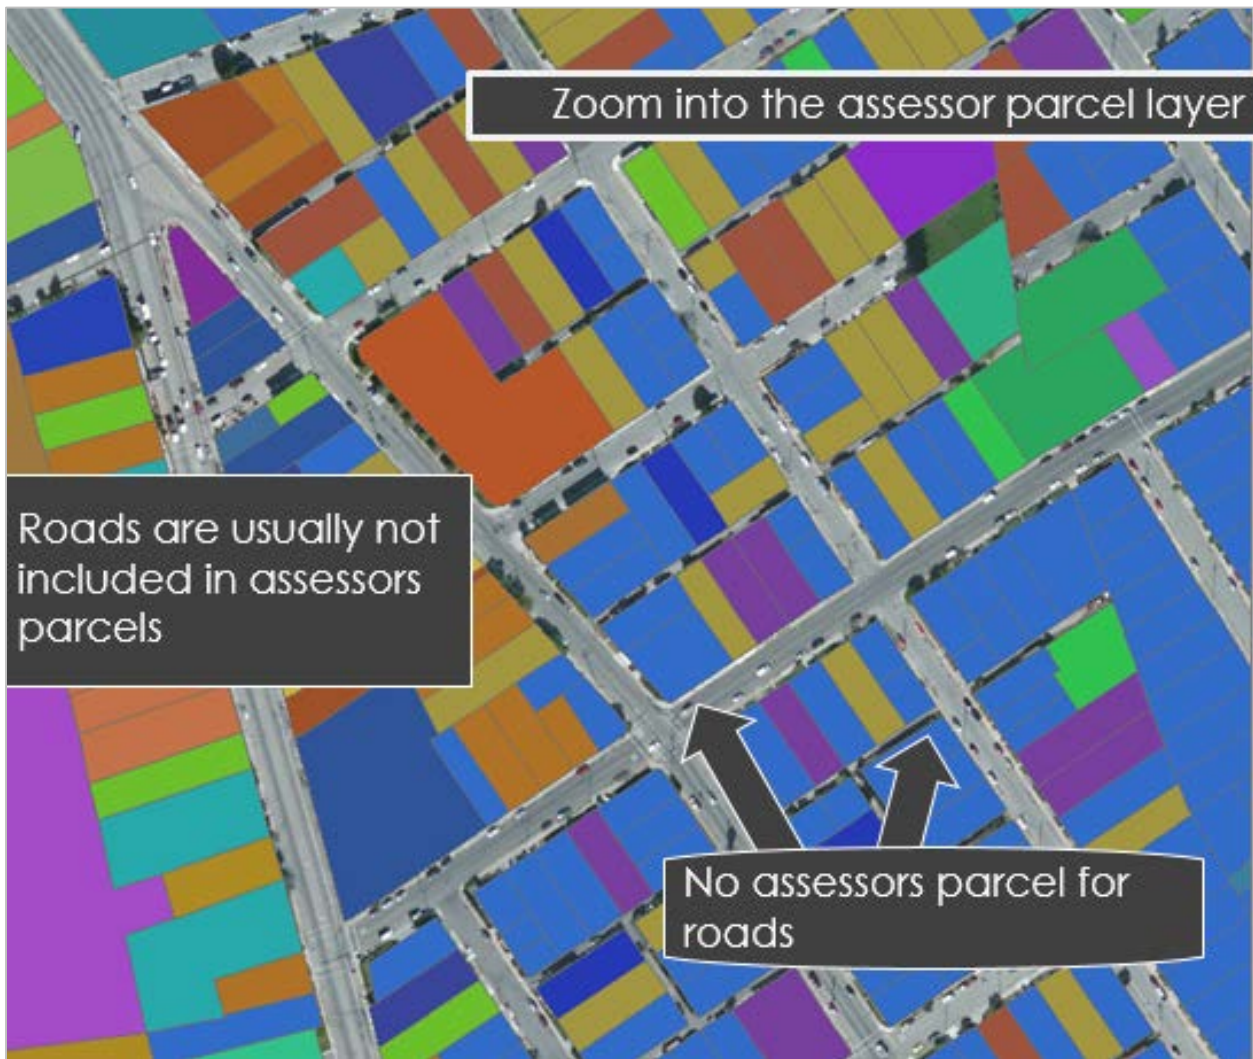 Zoom into the assessor parcel layer
Roads are usually not
included in assessors
parcels
No assessors parcel for
roads